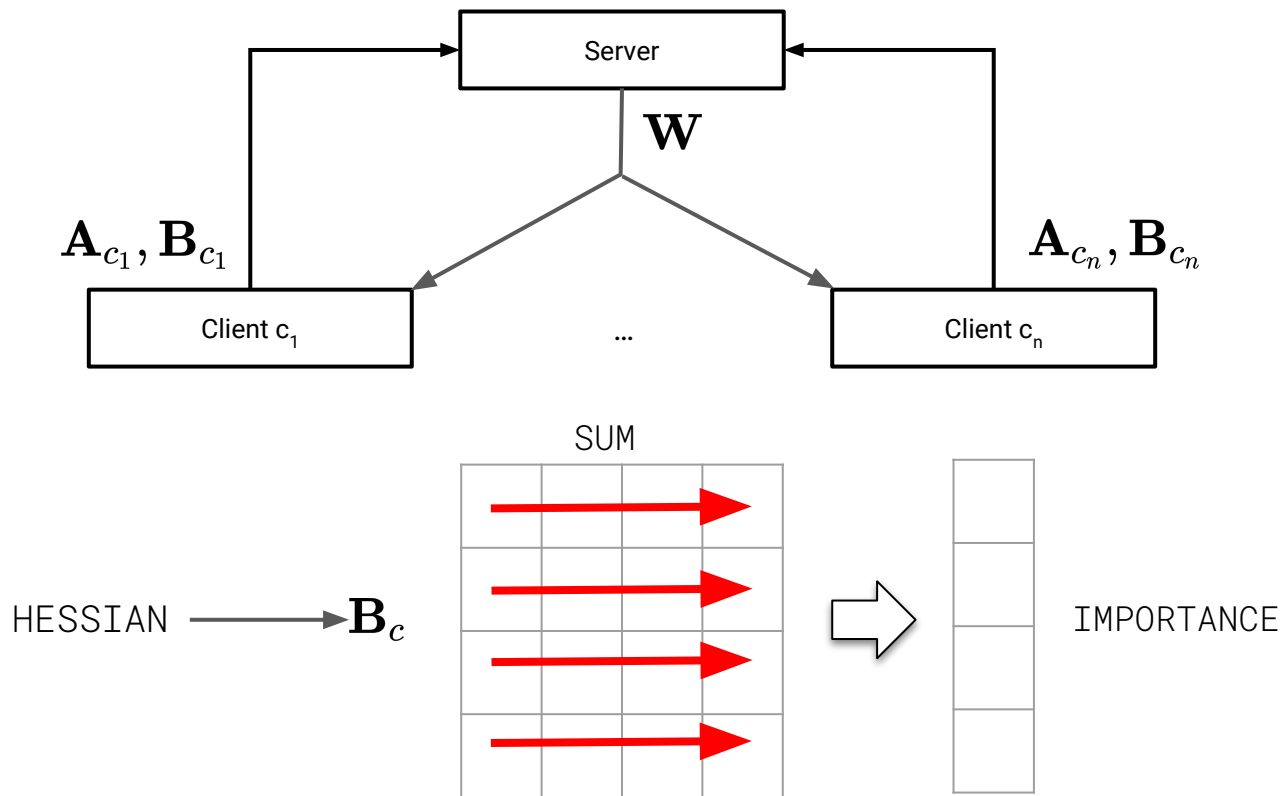 Server
W
A_{c_1}, B_{c_1}
A_{c_n}, B_{c_n}
Client c_1
...
Client c_n
SUM
HESSIAN
B_c
IMPORTANCE